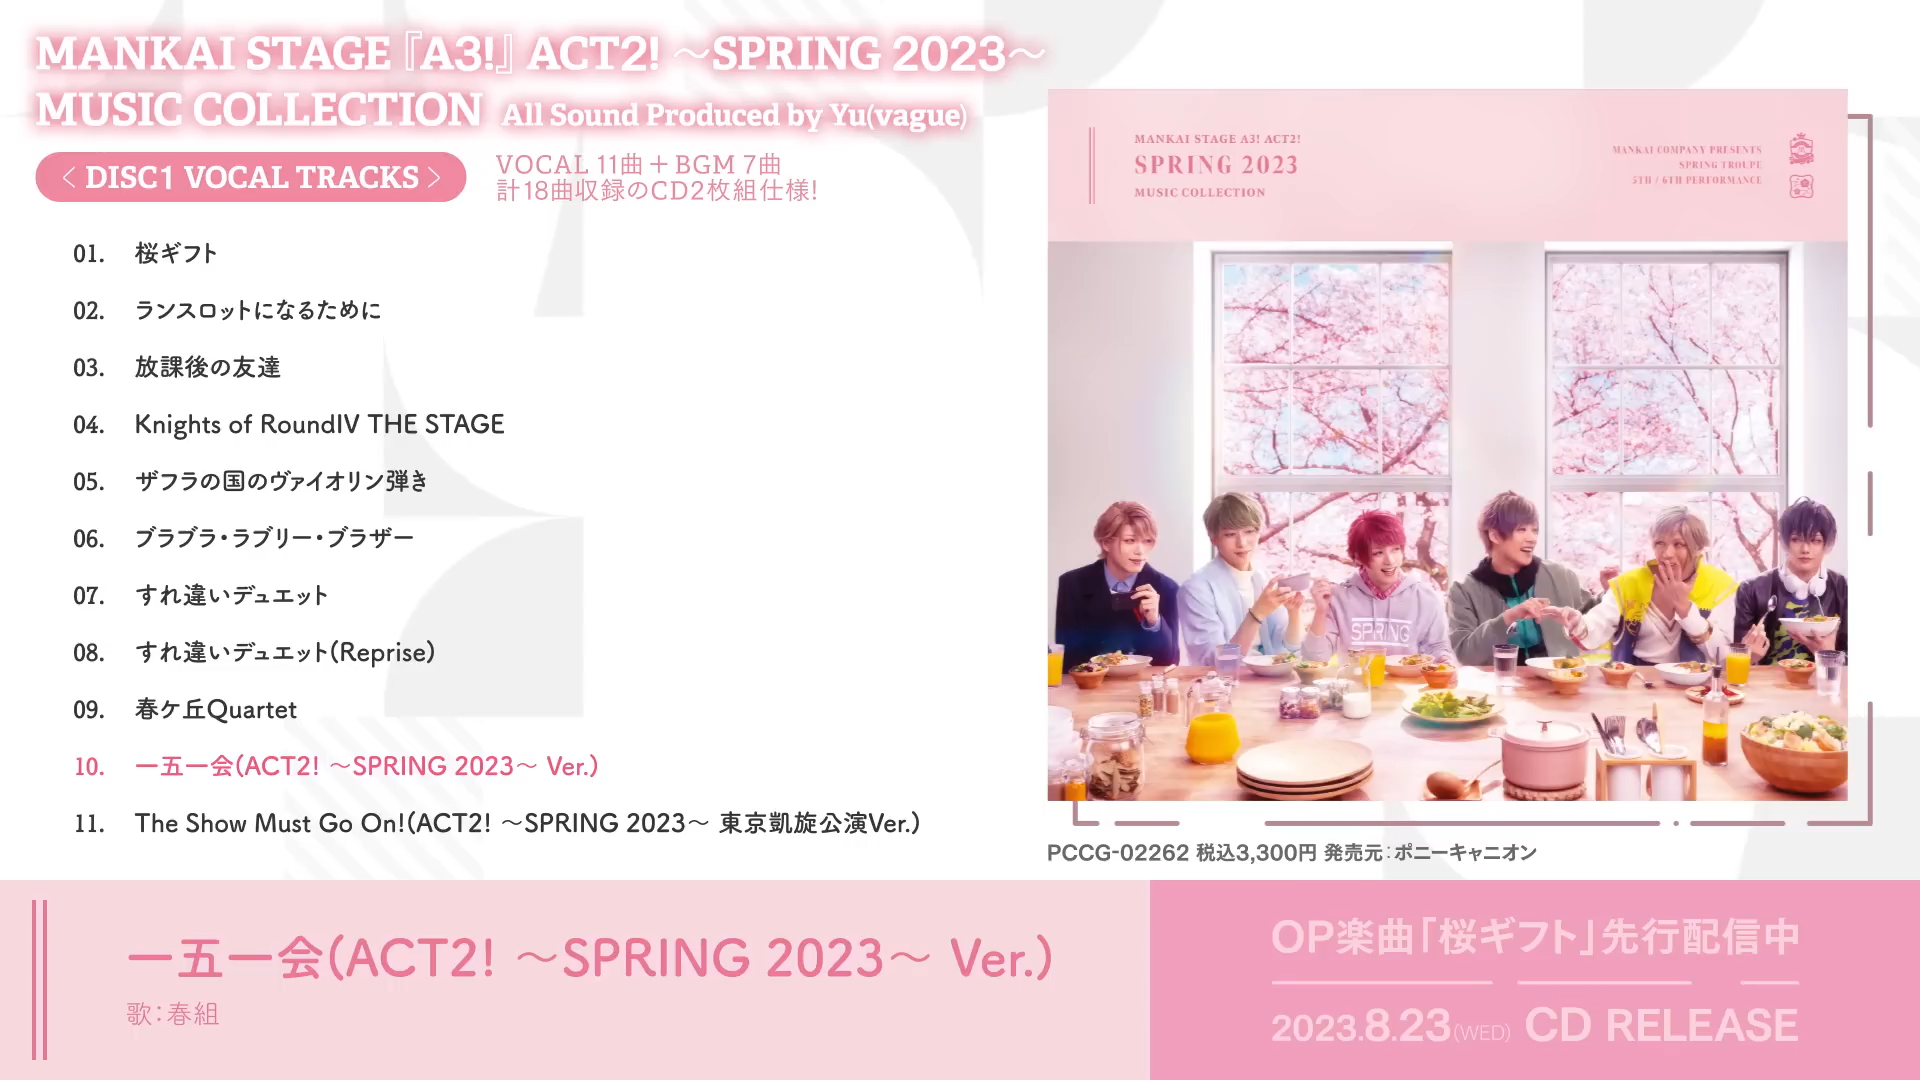 MANKAI STAGE『A3!』ACT2! ～SPRING 2023～
MUSIC COLLECTION All Sound Produced by Yu(vague)
〈 DISC1 VOCAL TRACKS 〉
VOCAL 11曲＋BGM 7曲
計18曲収録のCD2枚組仕様!
01. 桜ギフト
02. ランスロットになるために
03. 放課後の友達
04. Knights of RoundIV THE STAGE
05. ザフラの国のヴァイオリン弾き
06. ブラブラ・ラブリー・ブラザー
07. すれ違いデュエット
08. すれ違いデュエット(Reprise)
09. 春ケ丘Quartet
10. 一五一会(ACT2! ～SPRING 2023～ Ver.)
11. The Show Must Go On!(ACT2! ～SPRING 2023～ 東京凱旋公演Ver.)
MANKAI STAGE A3! ACT2!
SPRING 2023
MUSIC COLLECTION
MANKAI COMPANY PRESENTS
SPRING TROUPE
5TH / 6TH PERFORMANCE
SPRING
PCCG-02262 税込3,300円 発売元：ポニーキャニオン
一五一会(ACT2! ～SPRING 2023～ Ver.)
歌：春組
OP楽曲「桜ギフト」先行配信中
2023.8.23(WED) CD RELEASE